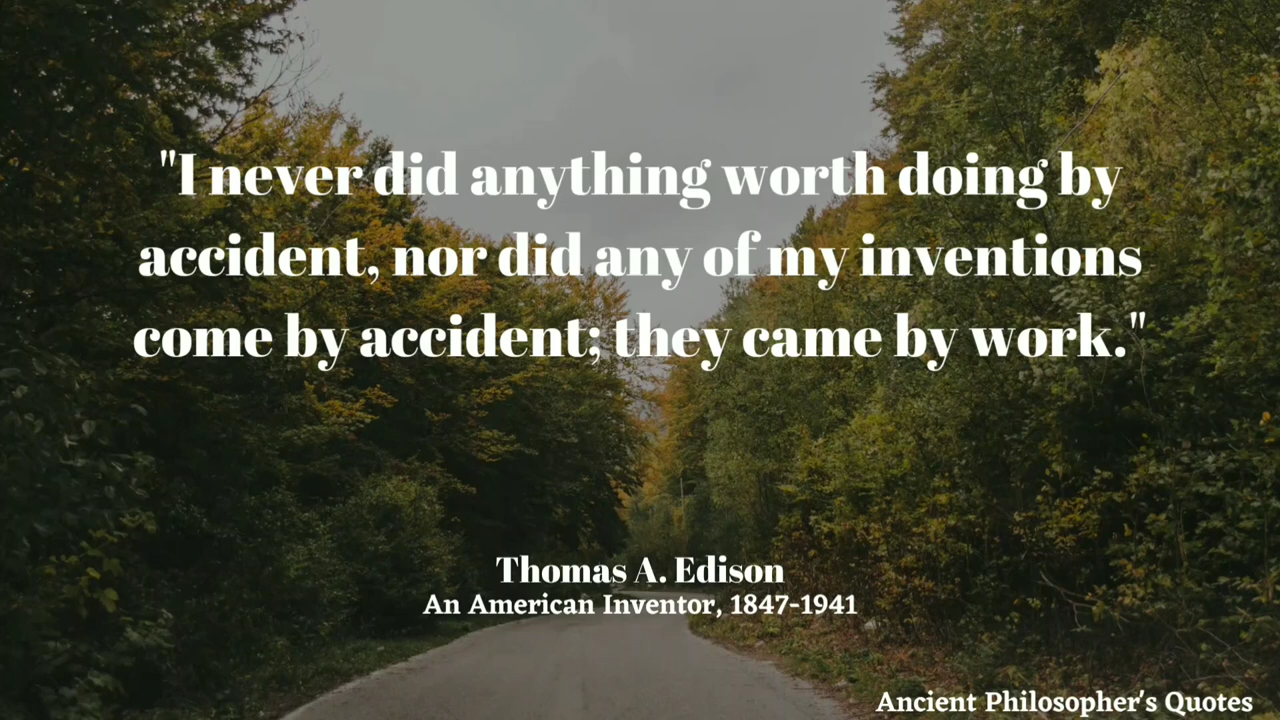 "I never did anything worth doing by
accident, nor did any of my inventions
come by accident; they came by work."
Thomas A. Edison
An American Inventor, 1847-1941
Ancient Philosopher's Quotes